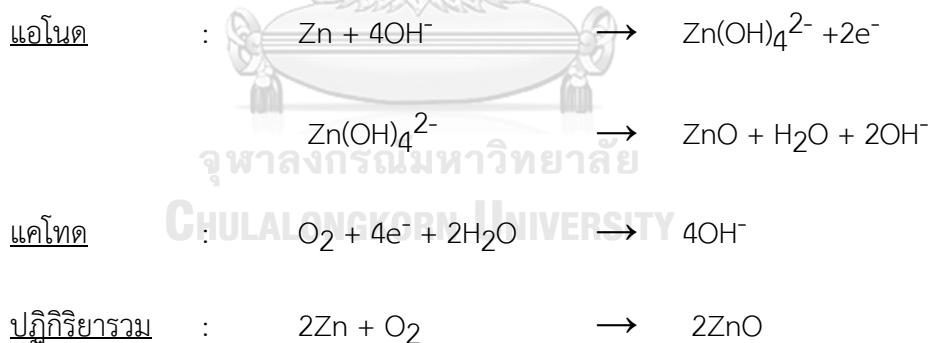 แอโนด : Zn + 4OH⁻ → Zn(OH)₄²⁻ +2e⁻
Zn(OH)₄²⁻ → ZnO + H₂O + 2OH⁻
จุฬาลงกรณ์มหาวิทยาลัย
CHULALONGKORN UNIVERSITY
แคโทด : O₂ + 4e⁻ + 2H₂O → 4OH⁻
ปฏิกิริยารวม : 2Zn + O₂ → 2ZnO